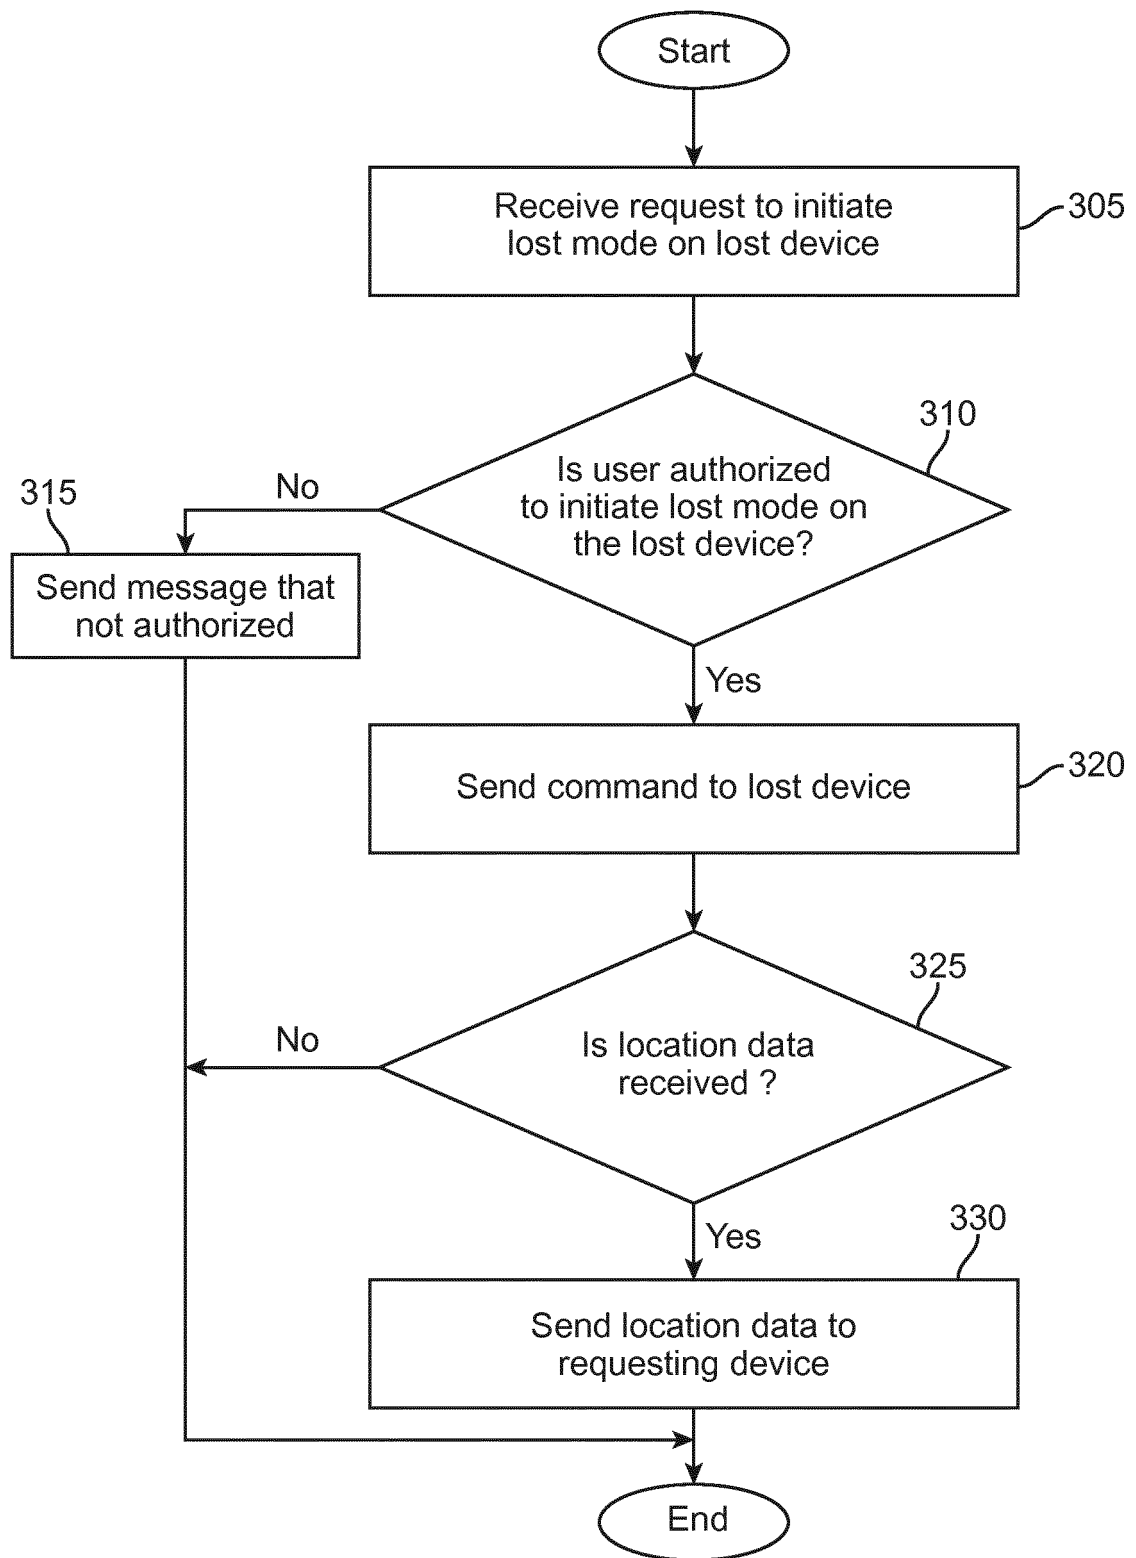 Start
Receive request to initiate
lost mode on lost device
305
310
Is user authorized
to initiate lost mode on
the lost device?
No
315
Send message that
not authorized
Yes
Send command to lost device
320
325
Is location data
received ?
No
Yes
330
Send location data to
requesting device
End